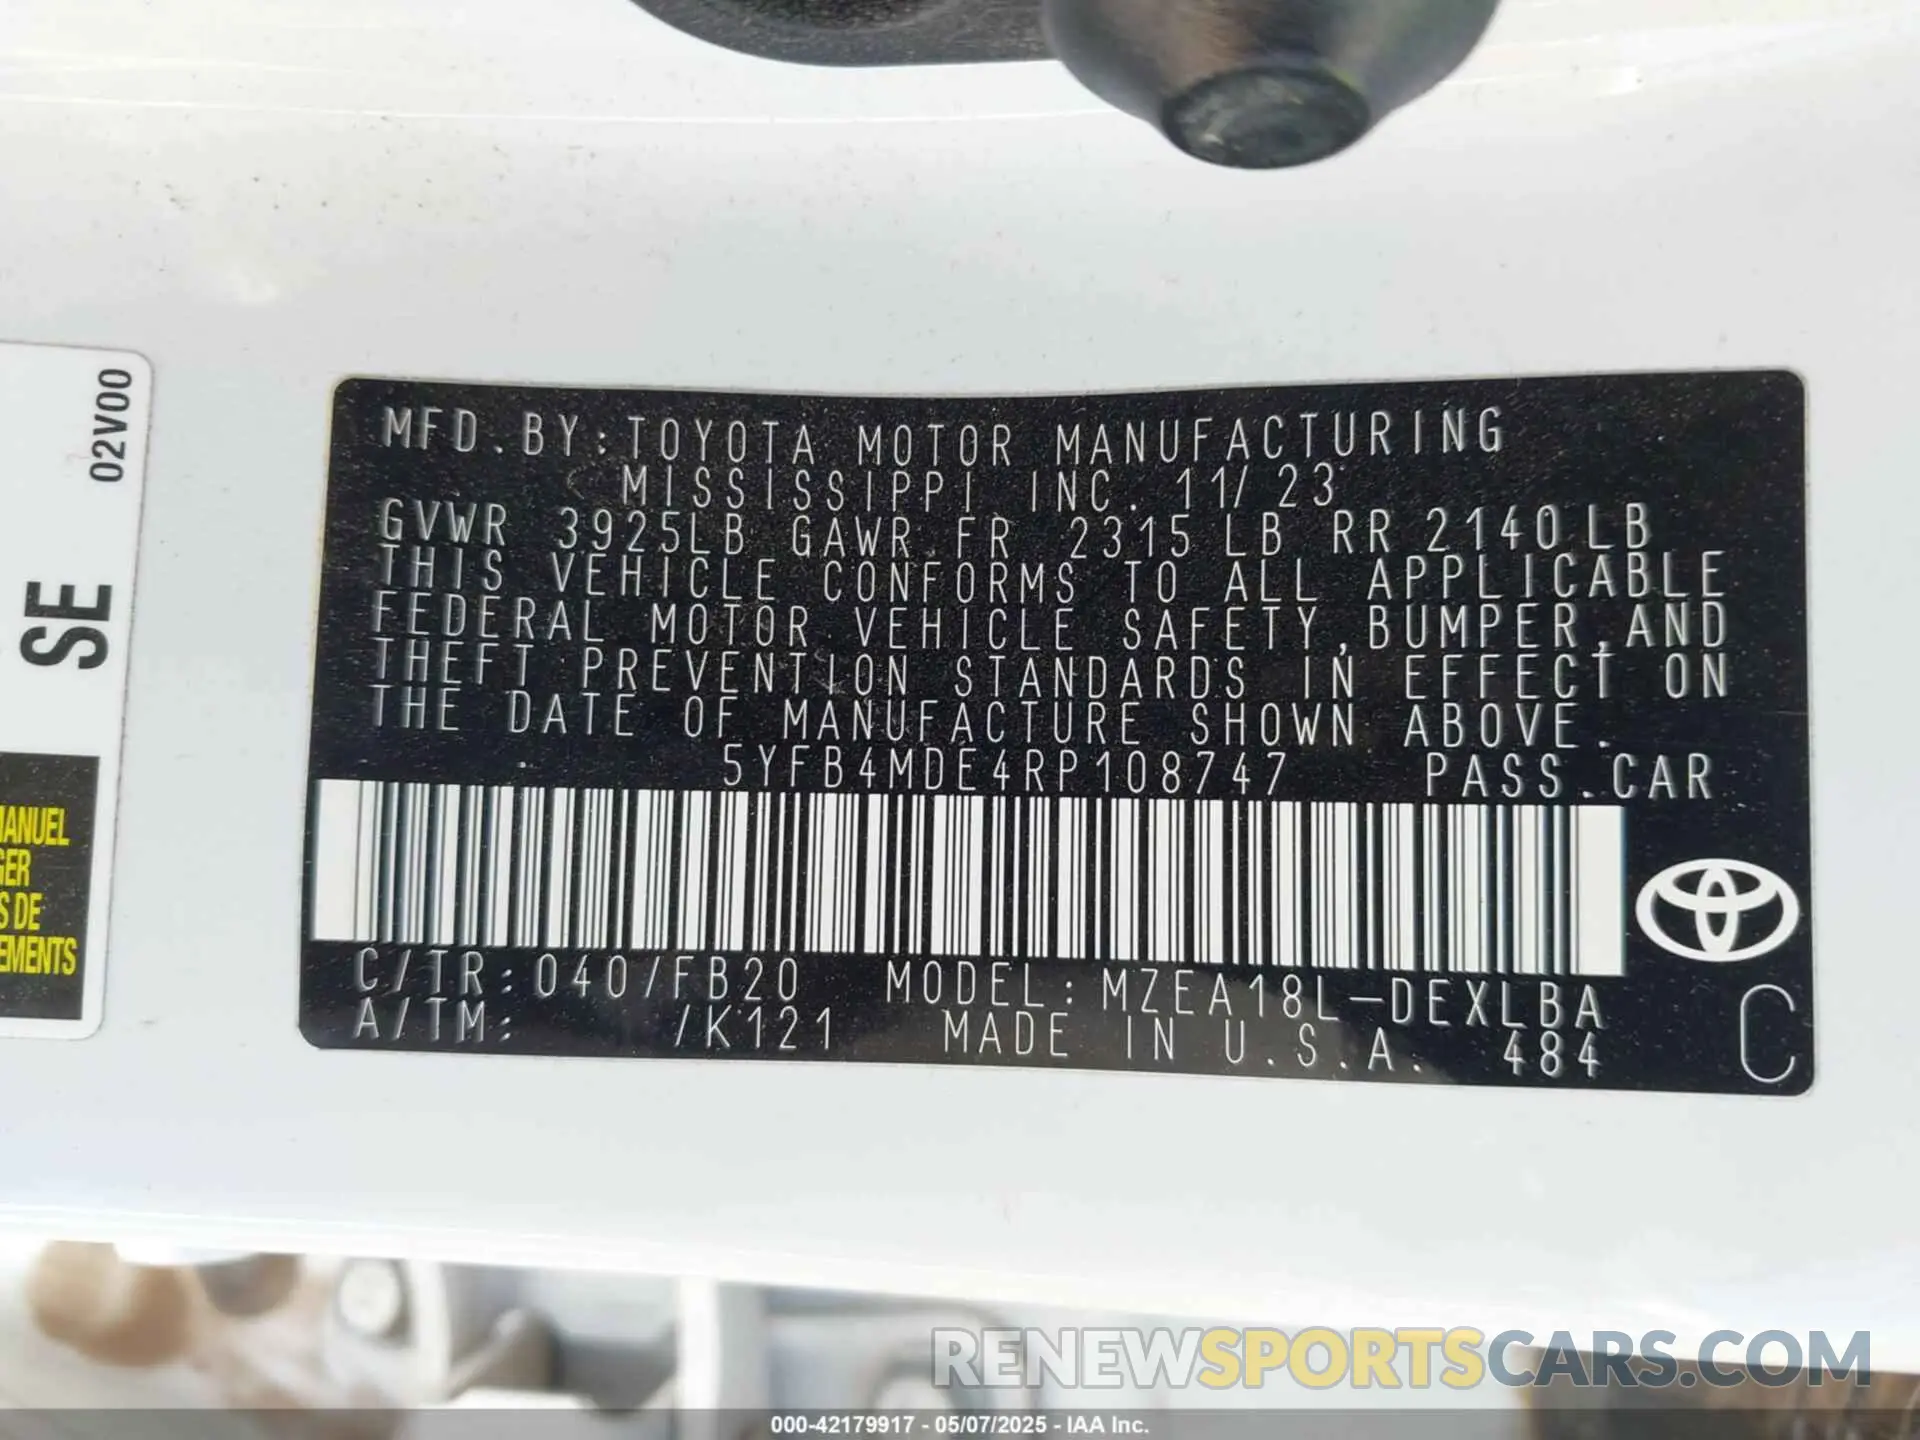 02V00
SE
MANUEL
GER
S DE
EMENTS
MFD.BY:TOYOTA MOTOR MANUFACTURING
MISSISSIPPI, INC. 11/23
GVWR 3925LB GAWR FR 2315 LB RR 2140 LB
THIS VEHICLE CONFORMS TO ALL APPLICABLE
FEDERAL MOTOR VEHICLE SAFETY,BUMPER,AND
THEFT PREVENTION STANDARDS IN EFFECT ON
THE DATE OF MANUFACTURE SHOWN ABOVE.
5YFB4MDE4RP108747 PASS.CAR
C/TR:040/FB20 MODEL:MZEA18L-DEXLBA
A/TM: /K121 MADE IN U.S.A. 484 C
RENEWSPORTSCARS.COM
000-42179917 - 05/07/2025 - IAA Inc.